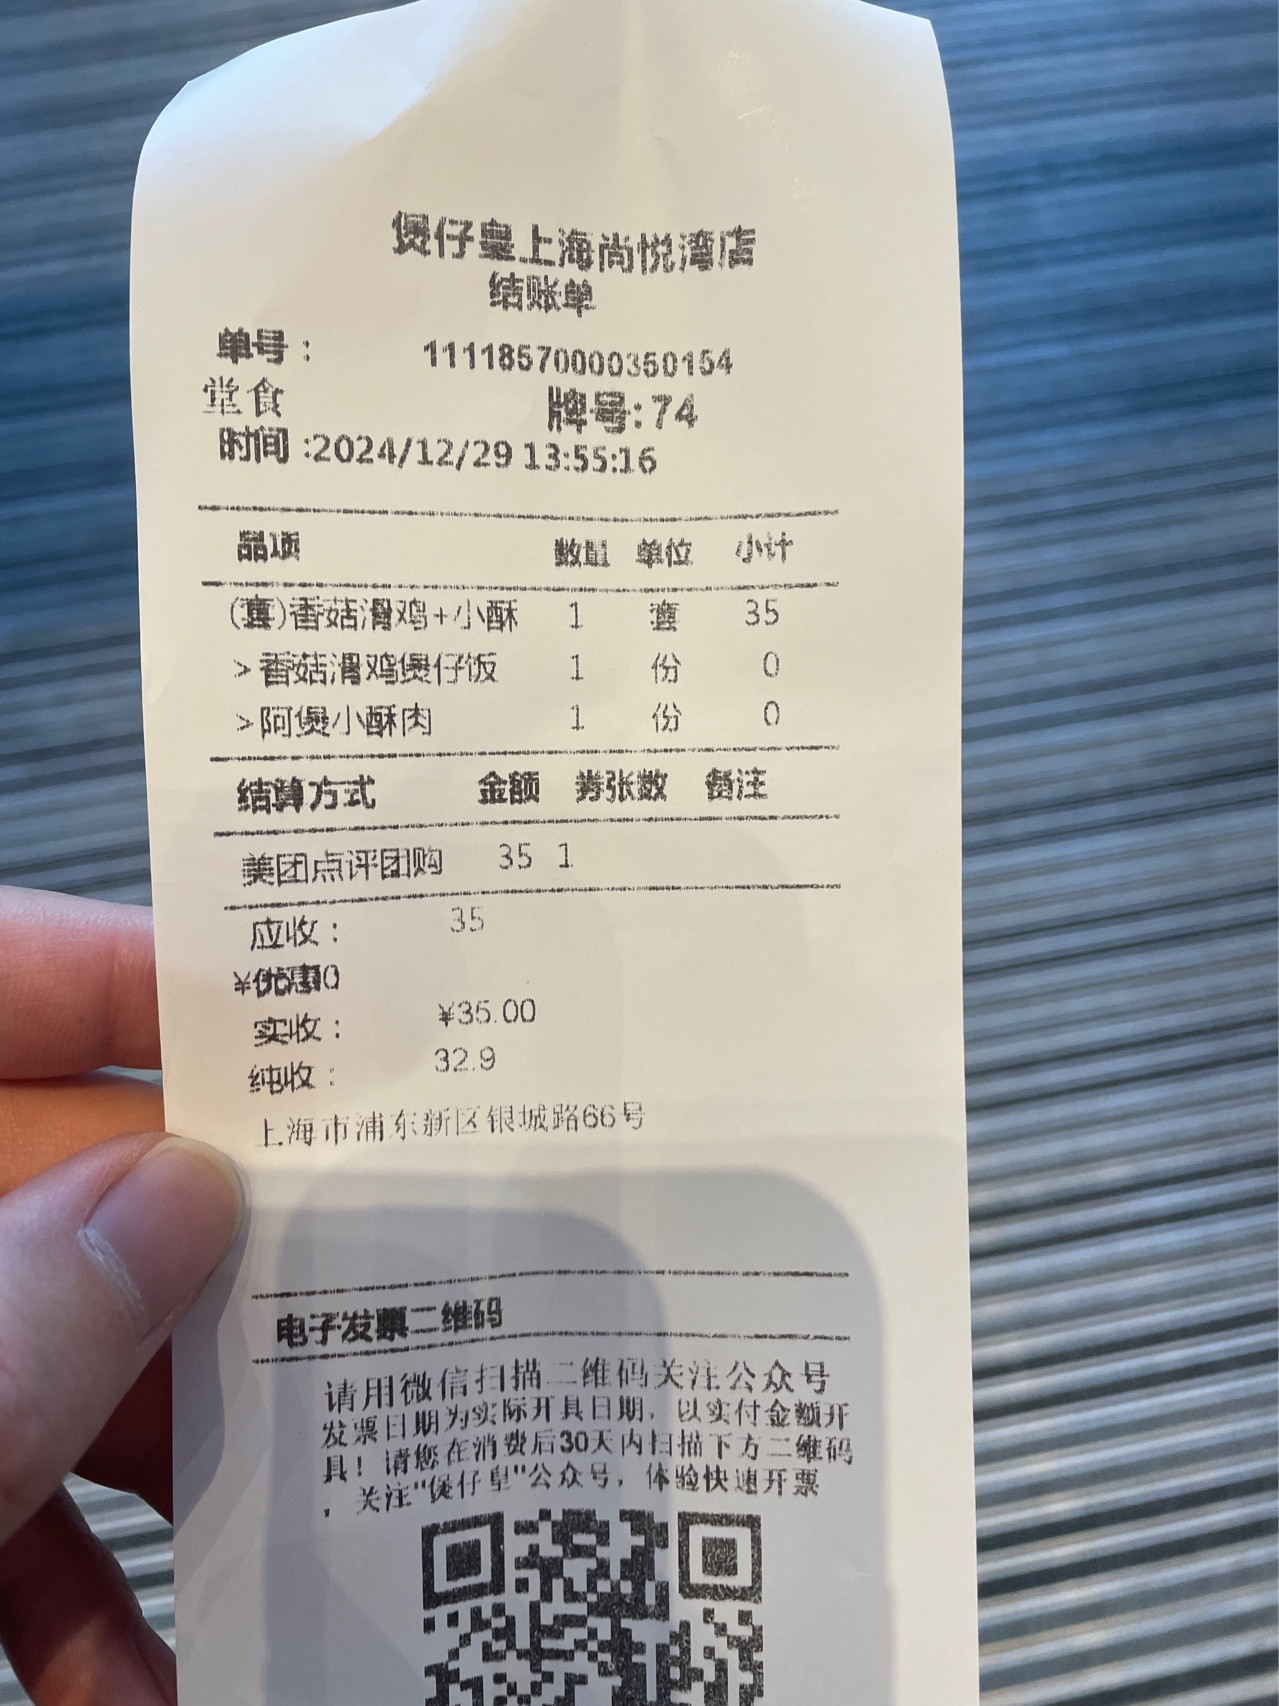 煲仔皇上海尚悦湾店
结账单
单号： 11118570000350154
堂食 牌号:74
时间:2024/12/29 13:55:16
品项 数量 单位 小计
(套)香菇滑鸡+小酥 1 套 35
>香菇滑鸡煲仔饭 1 份 0
>阿煲小酥肉 1 份 0
结算方式 金额 券张数 备注
美团点评团购 35 1
应收： 35
优惠
实收： ¥35.00
纯收： 32.9
上海市浦东新区银城路66号
电子发票二维码
请用微信扫描二维码关注公众号
发票日期为实际开具日期，以实付金额开
具！请您在消费后30天内扫描下方二维码
，关注"煲仔皇"公众号，体验快速开票